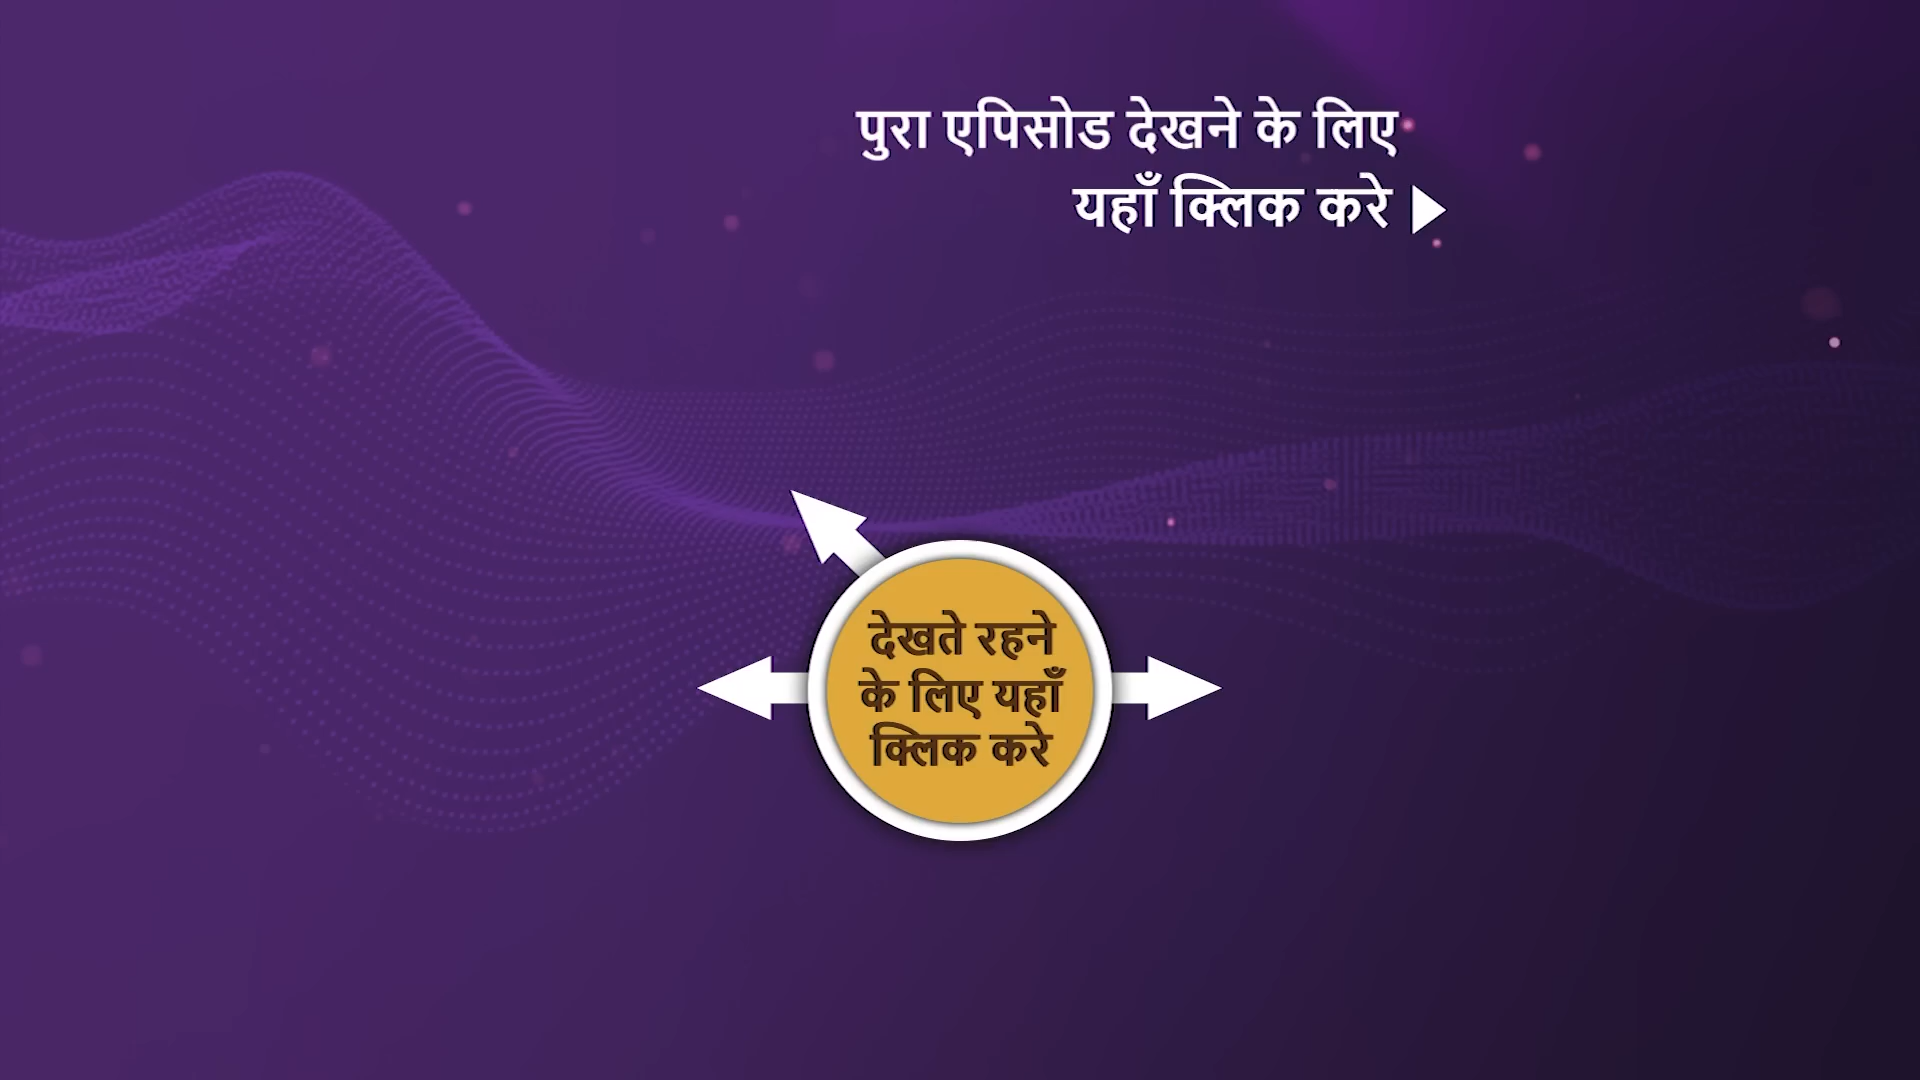 पुरा एपिसोड देखने के लिए
यहाँ क्लिक करे
देखते रहने
के लिए यहाँ
क्लिक करे